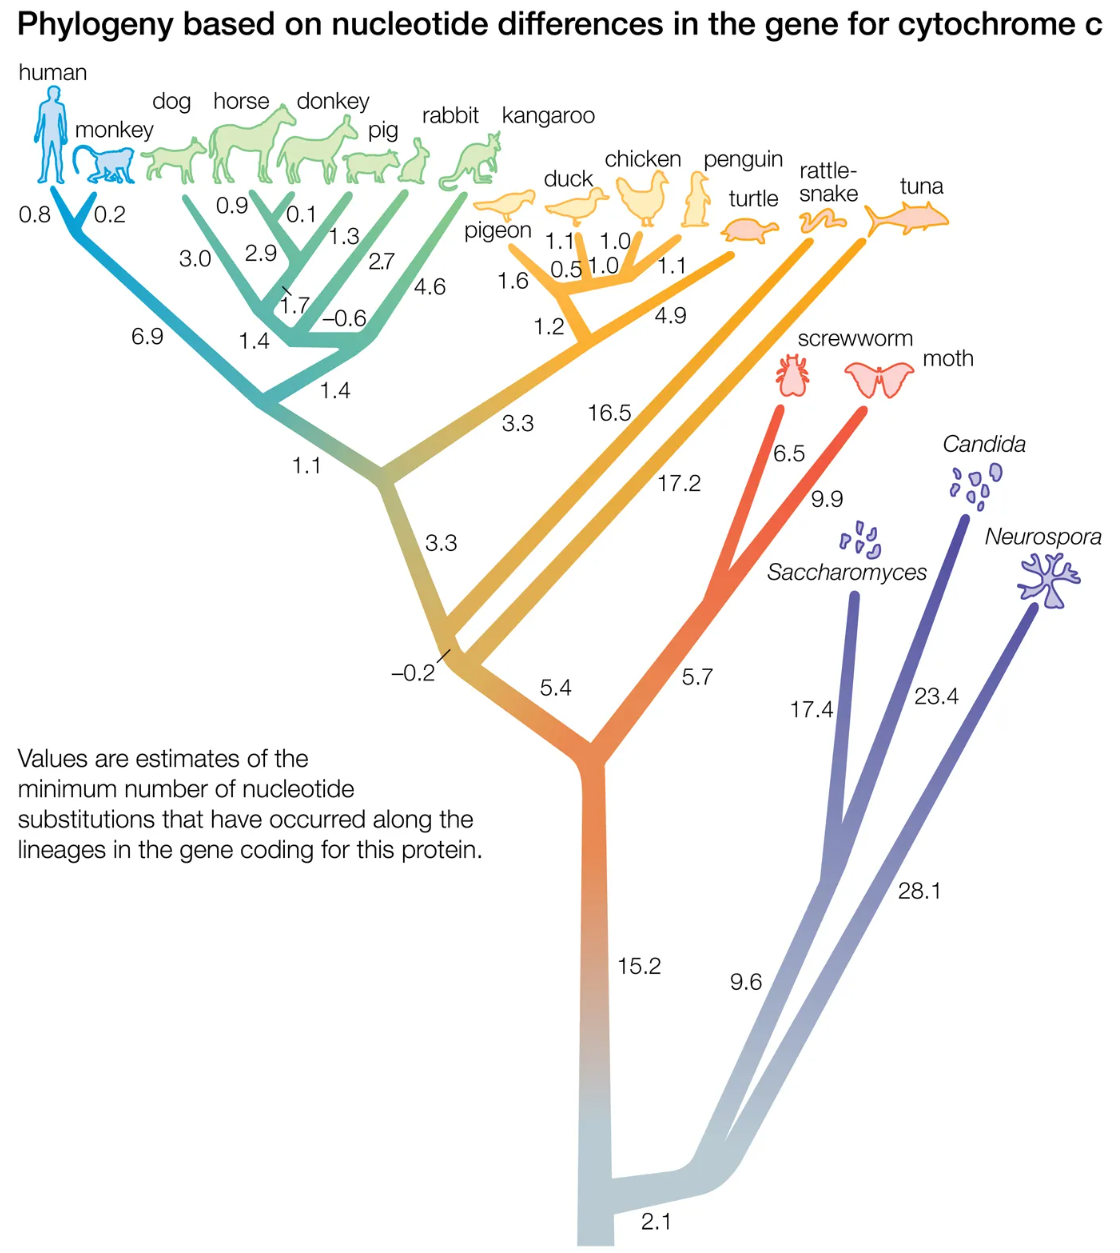 Phylogeny based on nucleotide differences in the gene for cytochrome c
human
monkey
dog
horse
donkey
pig
rabbit
kangaroo
pigeon
duck
chicken
penguin
turtle
rattle-
snake
tuna
0.8
0.2
3.0
0.9
0.1
2.9
1.3
2.7
4.6
1.7
–0.6
1.4
6.9
1.4
1.6
1.1
0.5
1.0
1.0
1.1
1.2
4.9
screwworm
moth
3.3
16.5
1.1
17.2
6.5
9.9
Candida
Neurospora
Saccharomyces
3.3
–0.2
5.4
5.7
17.4
23.4
Values are estimates of the
minimum number of nucleotide
substitutions that have occurred along the
lineages in the gene coding for this protein.
28.1
15.2
9.6
2.1